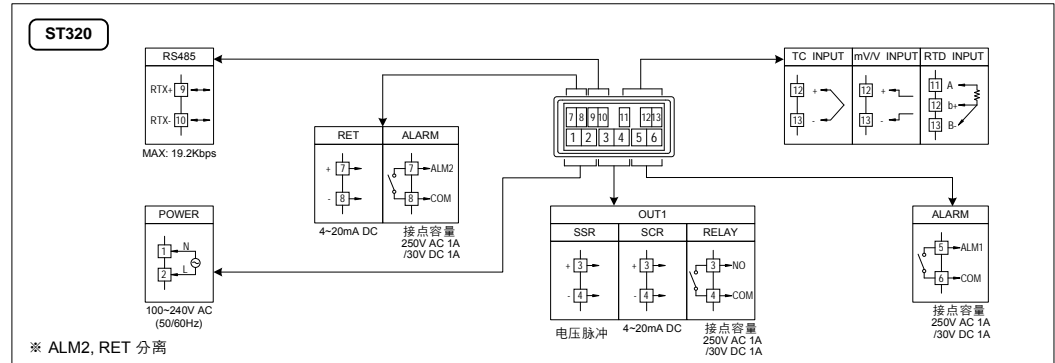 ST320
RS485
RTX+ 9
RTX- 10
MAX: 19.2Kbps
RET ALARM
+ 7
- 8
7 ALM2
8 COM
4~20mA DC
接点容量
250V AC 1A
/30V DC 1A
7 8 9 10 11 12 13
1 2 3 4 5 6
TC INPUT mV/V INPUT RTD INPUT
12 +
13 -
12 +
13 -
11 A
12 b+
13 B-
POWER
1 N
2 L
100~240V AC
(50/60Hz)
OUT1
SSR SCR RELAY
+ 3
- 4
+ 3
- 4
3 NO
4 COM
电压脉冲
4~20mA DC
接点容量
250V AC 1A
/30V DC 1A
ALARM
5 ALM1
6 COM
接点容量
250V AC 1A
/30V DC 1A
※ ALM2, RET 分离